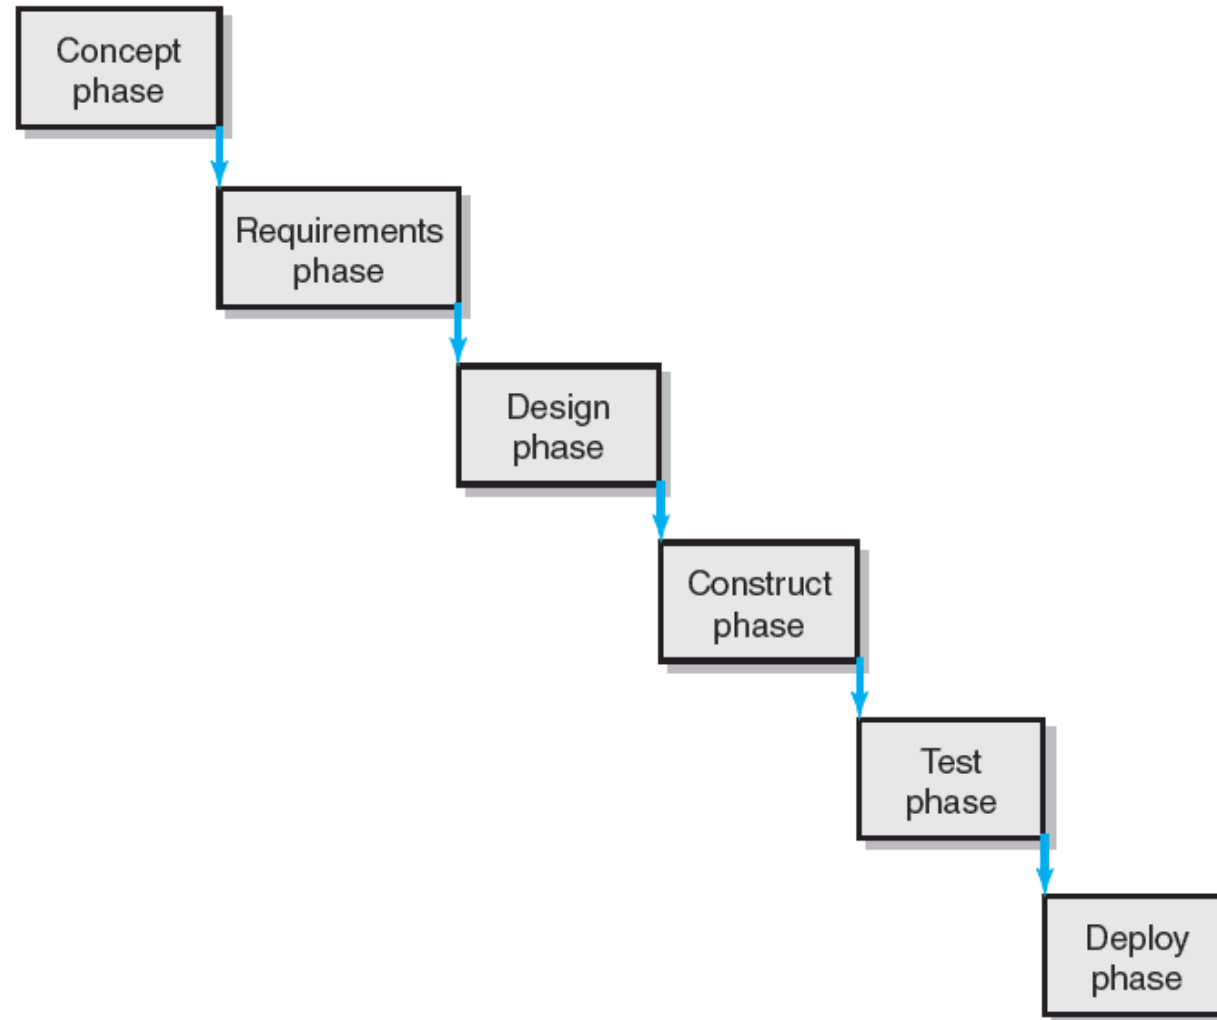 Concept
phase
Requirements
phase
Design
phase
Construct
phase
Test
phase
Deploy
phase